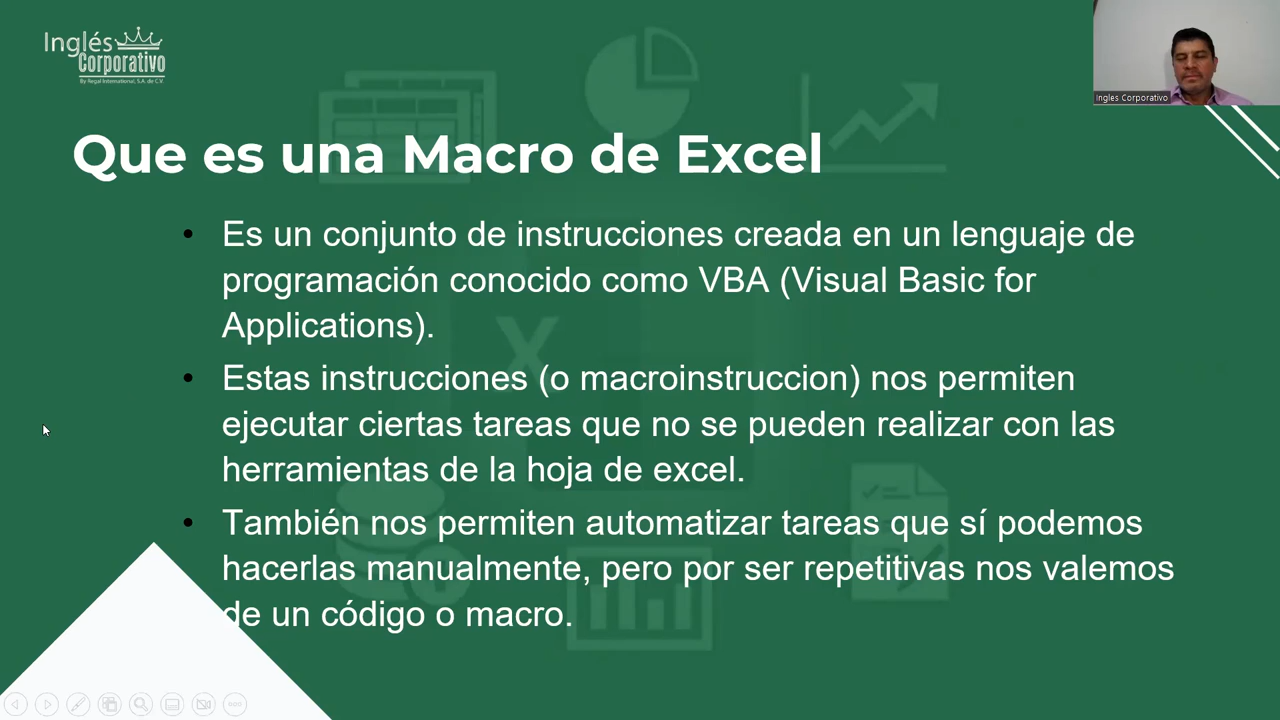 Inglés
Corporativo
By Regal International, S.A. de C.V.
Ingles Corporativo
Que es una Macro de Excel
• Es un conjunto de instrucciones creada en un lenguaje de
programación conocido como VBA (Visual Basic for
Applications).
• Estas instrucciones (o macroinstruccion) nos permiten
ejecutar ciertas tareas que no se pueden realizar con las
herramientas de la hoja de excel.
• También nos permiten automatizar tareas que sí podemos
hacerlas manualmente, pero por ser repetitivas nos valemos
de un código o macro.